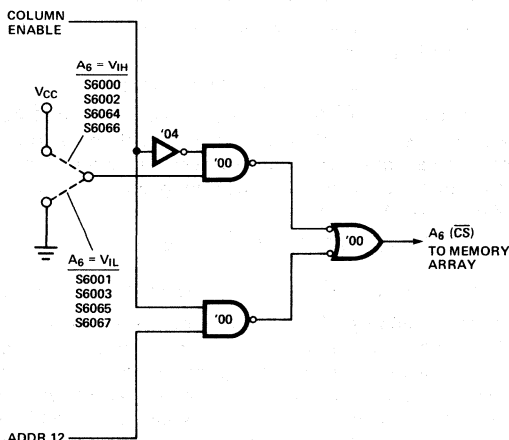 COLUMN
ENABLE
A6 = VIH
S6000
S6002
S6064
S6066
VCC
'04
'00
'00
A6 (CS)
TO MEMORY
ARRAY
A6 = VIL
S6001
S6003
S6065
S6067
'00
ADDR 12